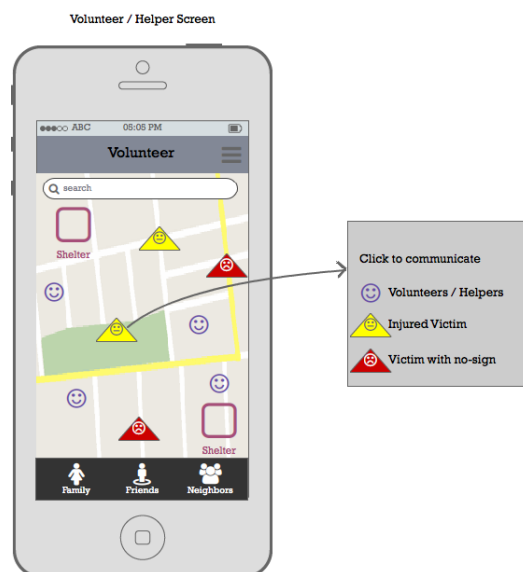 Volunteer / Helper Screen
ABC 05:05 PM
Volunteer
search
Shelter
Shelter
Family Friends Neighbors
Click to communicate
Volunteers / Helpers
Injured Victim
Victim with no-sign